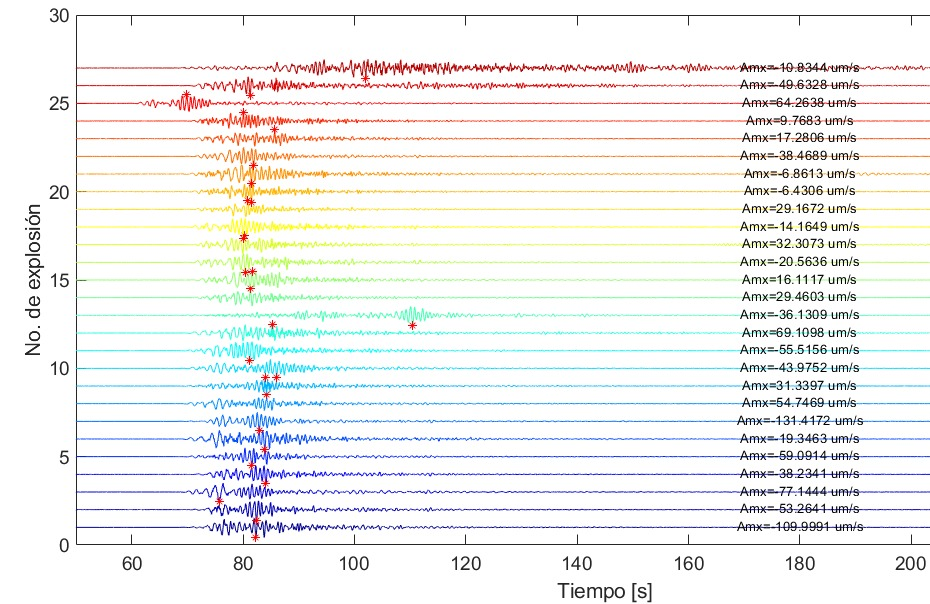 30
25
20
15
10
5
0
No. de explosión
Amx=-10.8344 um/s
Amx=-49.6328 um/s
Amx=64.2638 um/s
Amx=9.7683 um/s
Amx=17.2806 um/s
Amx=-38.4689 um/s
Amx=-6.8613 um/s
Amx=-6.4306 um/s
Amx=29.1672 um/s
Amx=-14.1649 um/s
Amx=32.3073 um/s
Amx=-20.5636 um/s
Amx=16.1117 um/s
Amx=29.4603 um/s
Amx=-36.1309 um/s
Amx=69.1098 um/s
Amx=-55.5156 um/s
Amx=-43.9752 um/s
Amx=31.3397 um/s
Amx=54.7469 um/s
Amx=-131.4172 um/s
Amx=-19.3463 um/s
Amx=-59.0914 um/s
Amx=-38.2341 um/s
Amx=-77.1444 um/s
Amx=-53.2641 um/s
Amx=-109.9991 um/s
60 80 100 120 140 160 180 200
Tiempo [s]